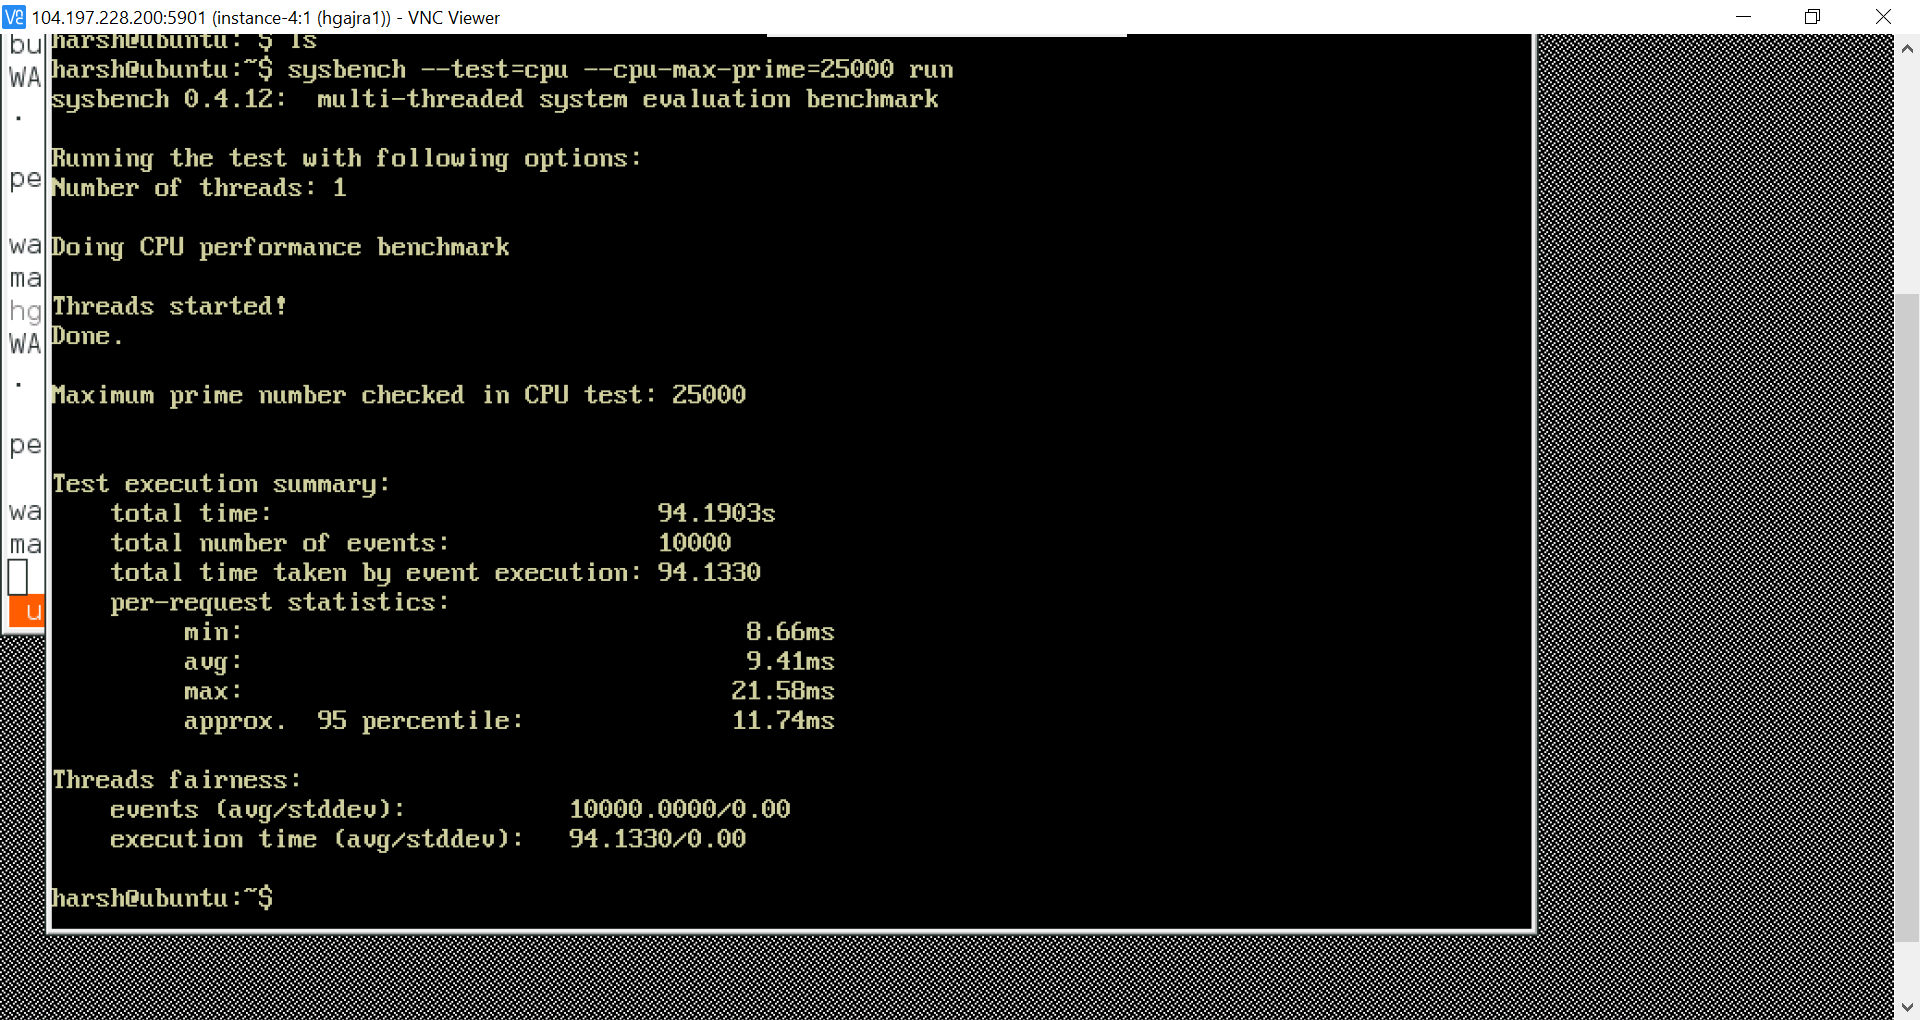 104.197.228.200:5901 (instance-4:1 (hgajra1)) - VNC Viewer
harsh@ubuntu:~$ ls
harsh@ubuntu:~$ sysbench --test=cpu --cpu-max-prime=25000 run
sysbench 0.4.12:  multi-threaded system evaluation benchmark
Running the test with following options:
Number of threads: 1
Doing CPU performance benchmark
Threads started!
Done.
Maximum prime number checked in CPU test: 25000
Test execution summary:
total time: 94.1903s
total number of events: 10000
total time taken by event execution: 94.1330
per-request statistics:
min: 8.66ms
avg: 9.41ms
max: 21.58ms
approx.  95 percentile: 11.74ms
Threads fairness:
events (avg/stddev): 10000.0000/0.00
execution time (avg/stddev): 94.1330/0.00
harsh@ubuntu:~$
bu
WA
.
pe
wa
ma
hg
WA
.
pe
wa
ma
u